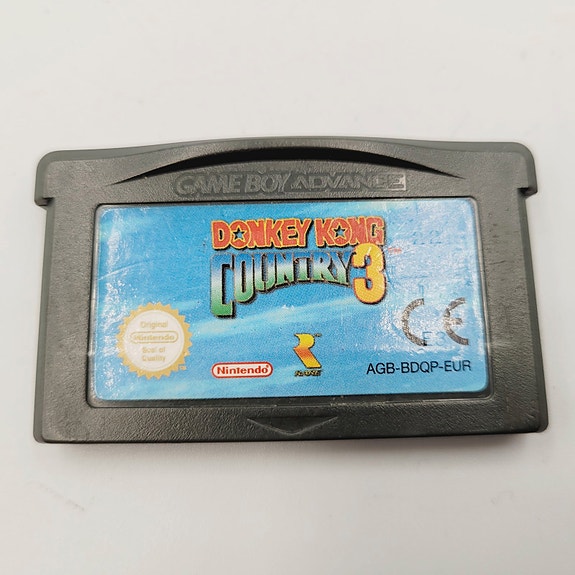 GAME BOY ADVANCE
DONKEY KONG
COUNTRY 3
Original
Nintendo
Seal of
Quality
Nintendo
RARE
CE
AGB-BDQP-EUR